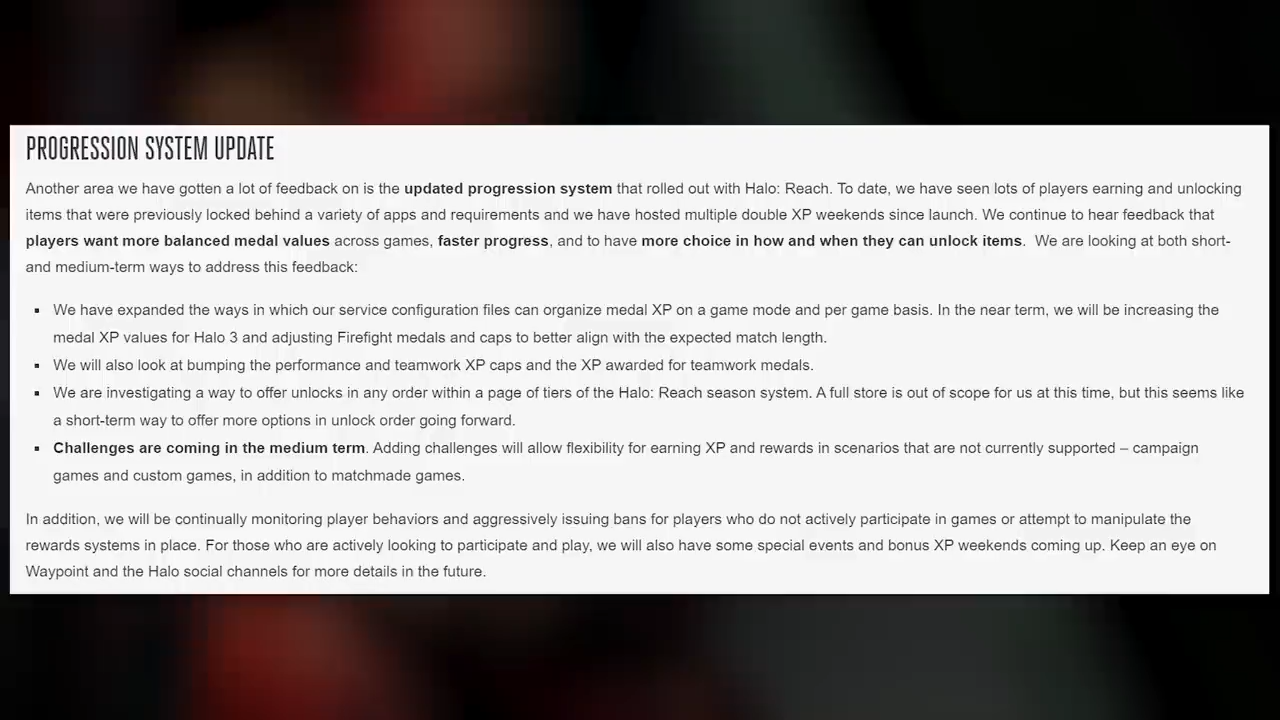 PROGRESSION SYSTEM UPDATE
Another area we have gotten a lot of feedback on is the updated progression system that rolled out with Halo: Reach. To date, we have seen lots of players earning and unlocking
items that were previously locked behind a variety of apps and requirements and we have hosted multiple double XP weekends since launch. We continue to hear feedback that
players want more balanced medal values across games, faster progress, and to have more choice in how and when they can unlock items.  We are looking at both short-
and medium-term ways to address this feedback:
▪ We have expanded the ways in which our service configuration files can organize medal XP on a game mode and per game basis. In the near term, we will be increasing the
medal XP values for Halo 3 and adjusting Firefight medals and caps to better align with the expected match length.
▪ We will also look at bumping the performance and teamwork XP caps and the XP awarded for teamwork medals.
▪ We are investigating a way to offer unlocks in any order within a page of tiers of the Halo: Reach season system. A full store is out of scope for us at this time, but this seems like
a short-term way to offer more options in unlock order going forward.
▪ Challenges are coming in the medium term. Adding challenges will allow flexibility for earning XP and rewards in scenarios that are not currently supported – campaign
games and custom games, in addition to matchmade games.
In addition, we will be continually monitoring player behaviors and aggressively issuing bans for players who do not actively participate in games or attempt to manipulate the
rewards systems in place. For those who are actively looking to participate and play, we will also have some special events and bonus XP weekends coming up. Keep an eye on
Waypoint and the Halo social channels for more details in the future.